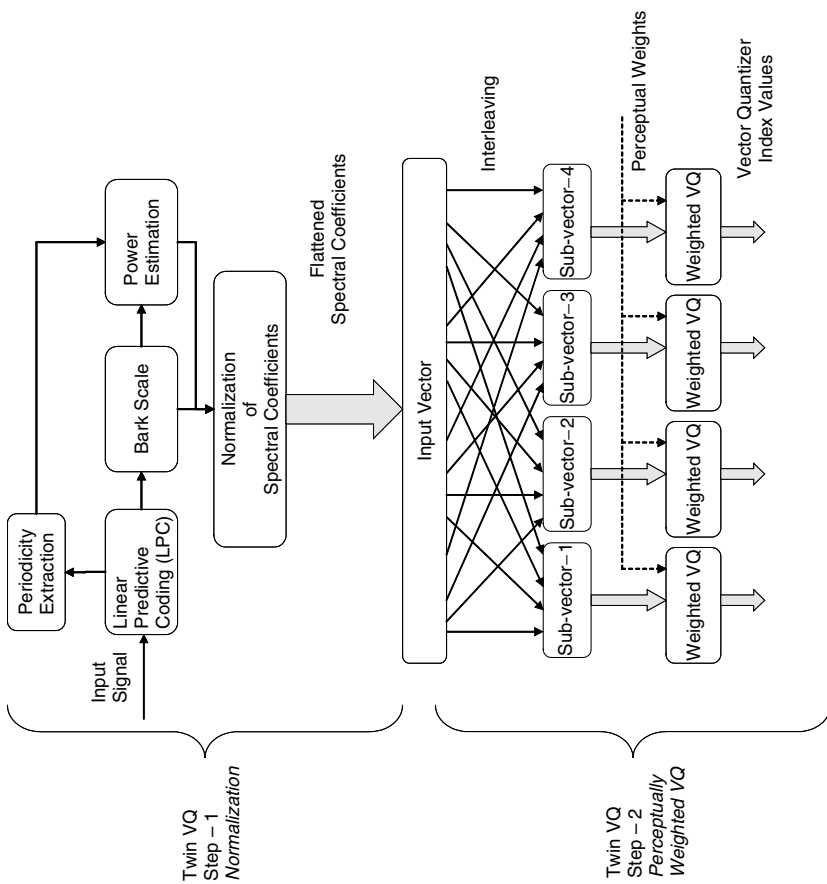 Twin VQ
Step – 1
Normalization
Input
Signal
Periodicity
Extraction
Linear
Predictive
Coding (LPC)
Bark Scale
Power
Estimation
Normalization
of
Spectral Coefficients
Flattened
Spectral Coefficients
Twin VQ
Step – 2
Perceptually
Weighted VQ
Input Vector
Interleaving
Sub-vector–1
Sub-vector–2
Sub-vector–3
Sub-vector–4
Perceptual Weights
Weighted VQ
Weighted VQ
Weighted VQ
Weighted VQ
Vector Quantizer
Index Values